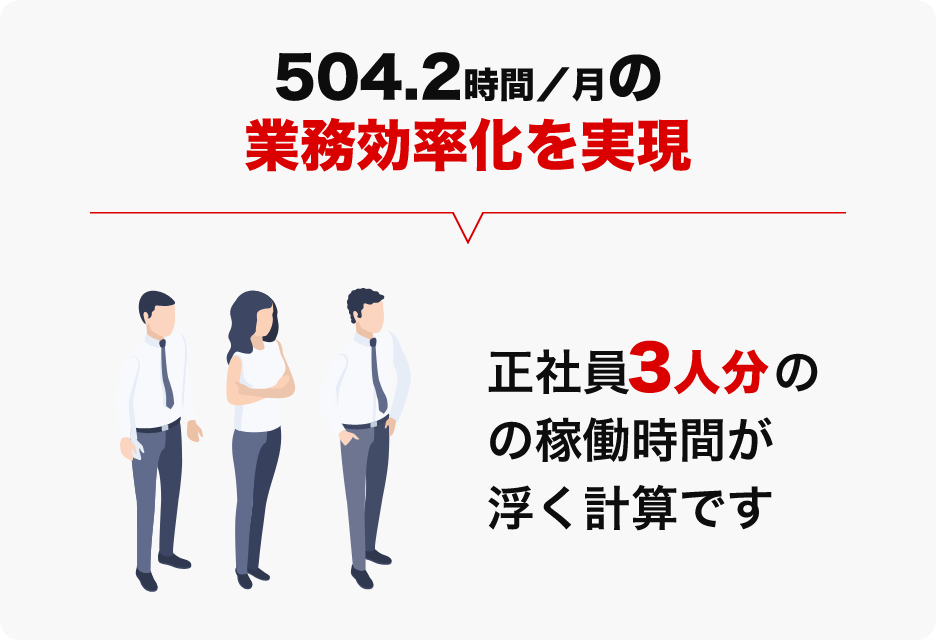 504.2時間／月の
業務効率化を実現
正社員3人分の
の稼働時間が
浮く計算です